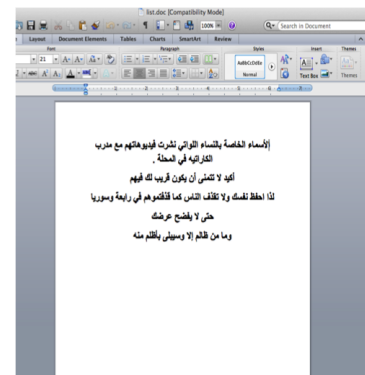 list.doc [Compatibility Mode]
100%
Search in Document
Layout Document Elements Tables Charts SmartArt Review
Font Paragraph Styles Insert Themes
21
AaBbCcDdEe
Normal
Text Box
Themes
الأسماء الخاصة بالنساء اللواتي نشرت فيديوهاتهم مع مدرب
الكاراتيه في المحلة .
أكيد لا تتمنى أن يكون قريب لك فيهم
لذا احفظ نفسك ولا تقذف الناس كما قذفتموهم في رابعة وسوريا
حتى لا يفضح عرضك
وما من ظالم إلا وسيبلى بأظلم منه